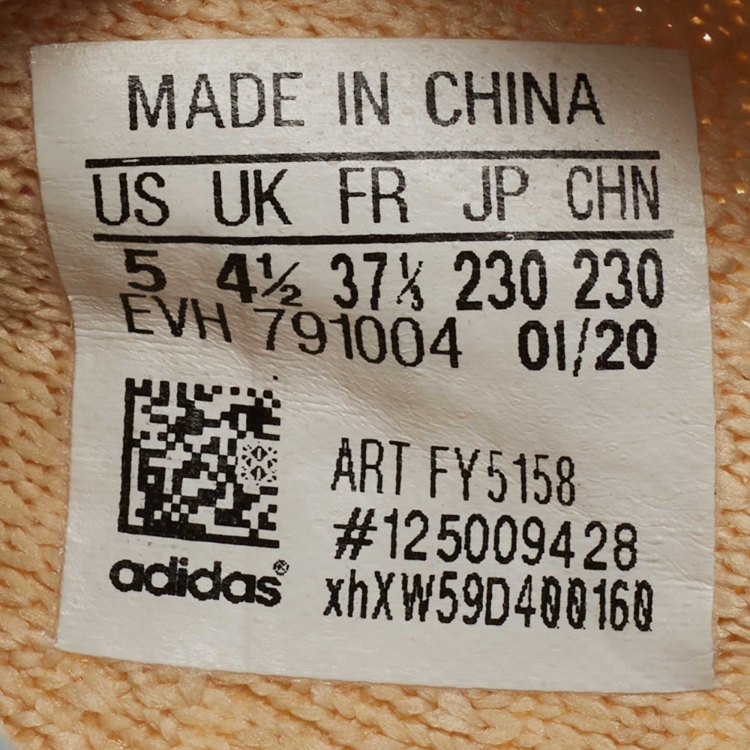 MADE IN CHINA
US UK FR JP CHN
5 4½ 37⅓ 230 230
EVH 791004 01/20
ART FY5158
#125009428
adidas®
xhXW59D400160